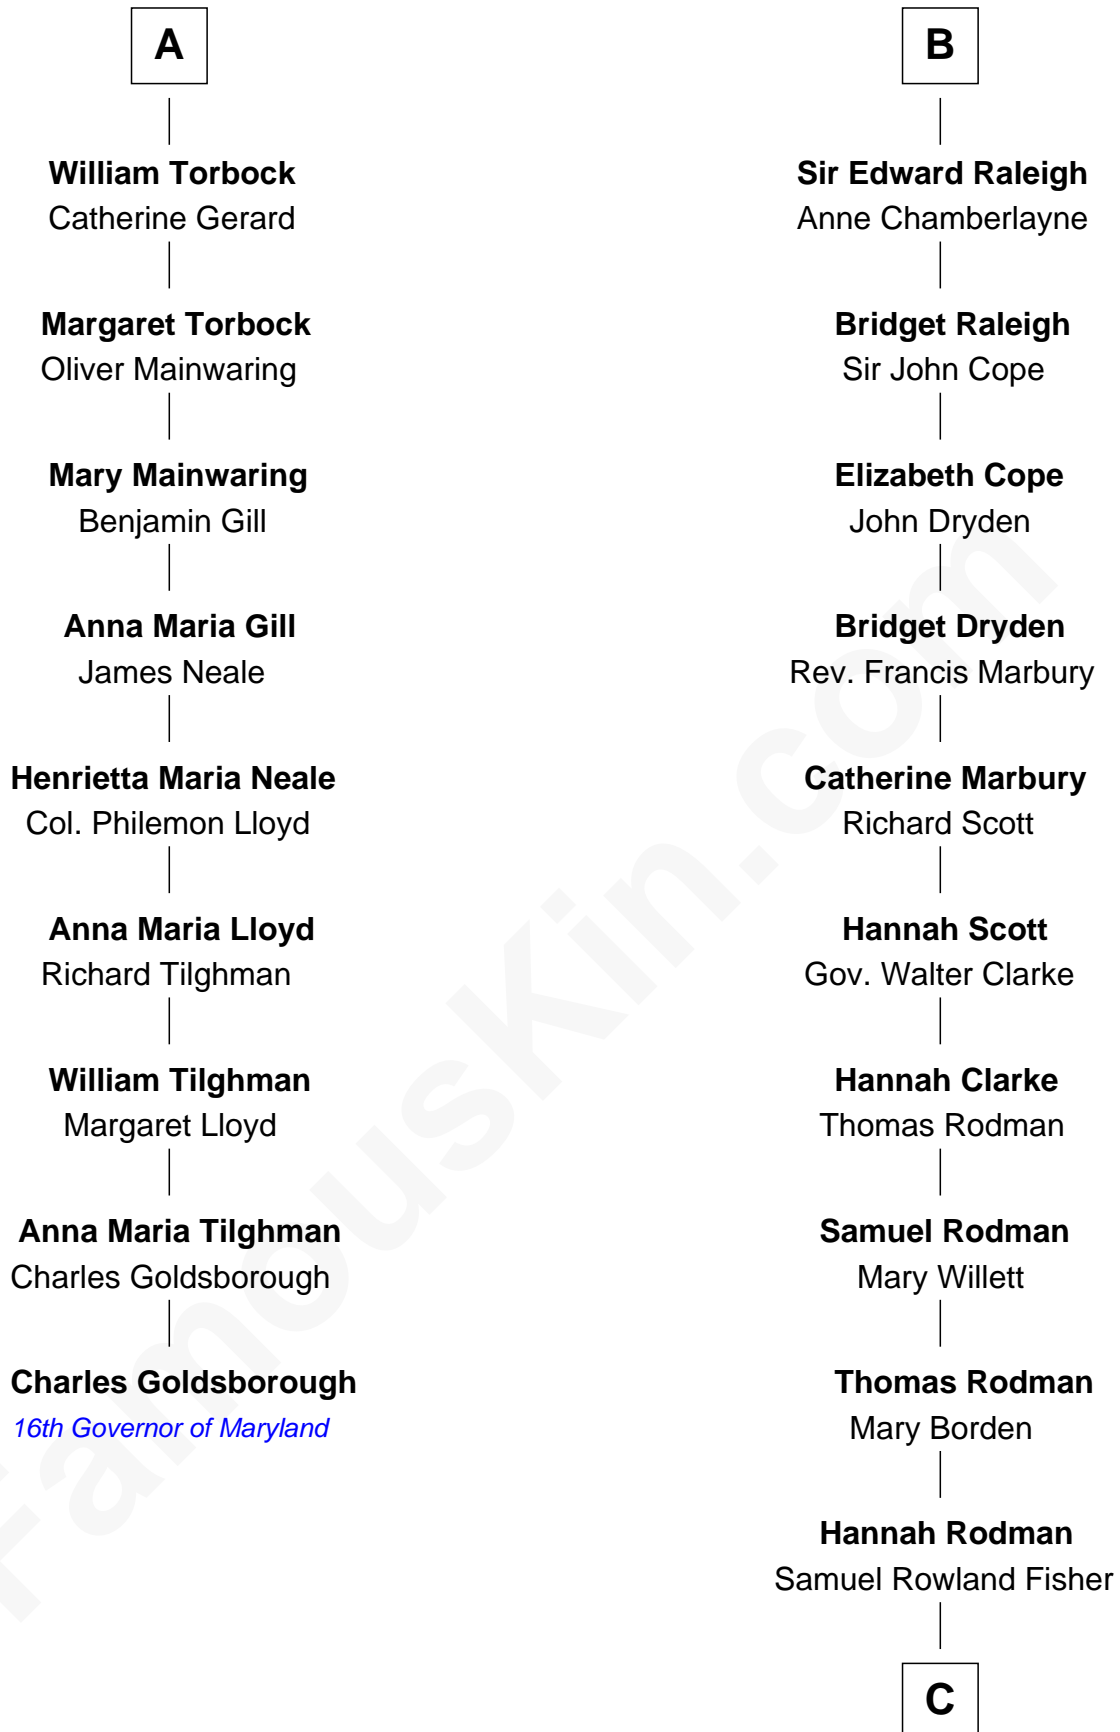 A
William Torbock
Catherine Gerard
Margaret Torbock
Oliver Mainwaring
Mary Mainwaring
Benjamin Gill
Anna Maria Gill
James Neale
Henrietta Maria Neale
Col. Philemon Lloyd
Anna Maria Lloyd
Richard Tilghman
William Tilghman
Margaret Lloyd
Anna Maria Tilghman
Charles Goldsborough
Charles Goldsborough
16th Governor of Maryland
B
Sir Edward Raleigh
Anne Chamberlayne
Bridget Raleigh
Sir John Cope
Elizabeth Cope
John Dryden
Bridget Dryden
Rev. Francis Marbury
Catherine Marbury
Richard Scott
Hannah Scott
Gov. Walter Clarke
Hannah Clarke
Thomas Rodman
Samuel Rodman
Mary Willett
Thomas Rodman
Mary Borden
Hannah Rodman
Samuel Rowland Fisher
C
FamousKin.com